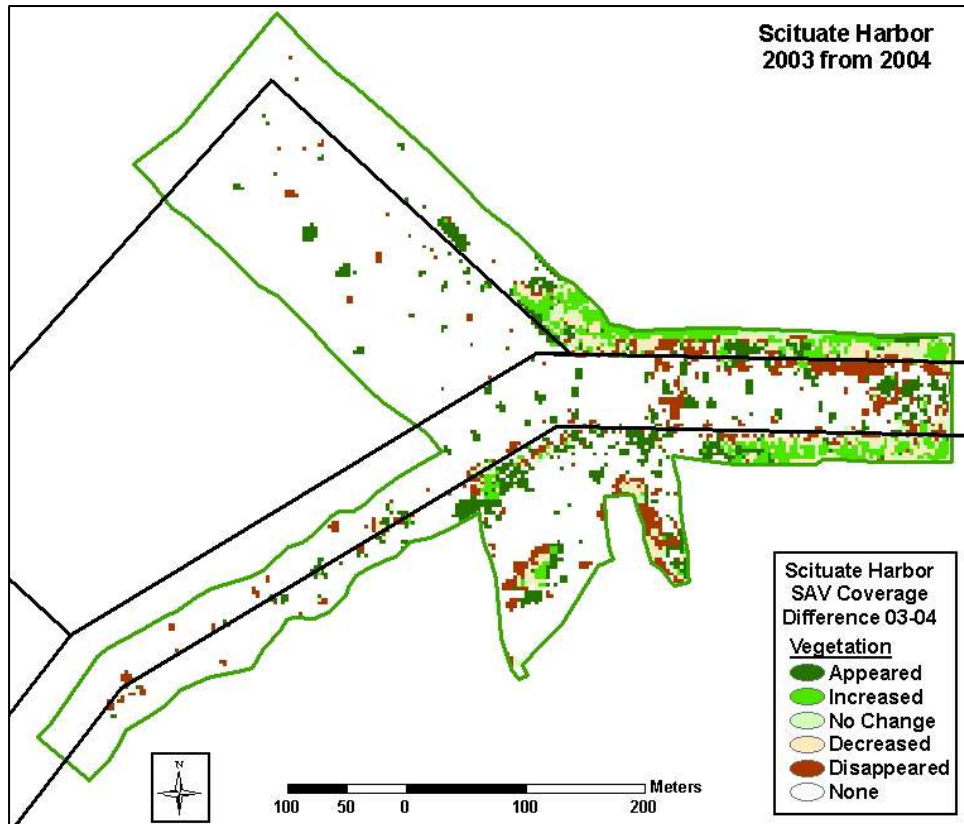 Scituate Harbor
2003 from 2004
Scituate Harbor
SAV Coverage
Difference 03-04
Vegetation
Appeared
Increased
No Change
Decreased
Disappeared
None
N
Meters
100 50 0 100 200